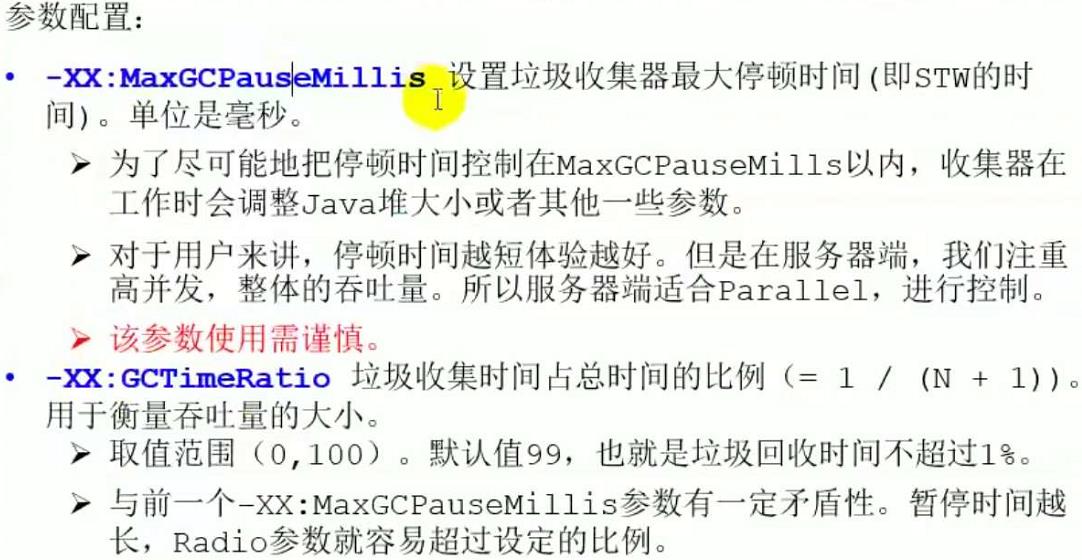 参数配置：
• -XX:MaxGCPauseMillis 设置垃圾收集器最大停顿时间(即STW的时
间)。单位是毫秒。
➢ 为了尽可能地把停顿时间控制在MaxGCPauseMills以内，收集器在
工作时会调整Java堆大小或者其他一些参数。
➢ 对于用户来讲，停顿时间越短体验越好。但是在服务器端，我们注重
高并发，整体的吞吐量。所以服务器端适合Parallel，进行控制。
➢ 该参数使用需谨慎。
• -XX:GCTimeRatio 垃圾收集时间占总时间的比例（= 1 / (N + 1)）。
用于衡量吞吐量的大小。
➢ 取值范围（0,100）。默认值99，也就是垃圾回收时间不超过1%。
➢ 与前一个-XX:MaxGCPauseMillis参数有一定矛盾性。暂停时间越
长，Radio参数就容易超过设定的比例。